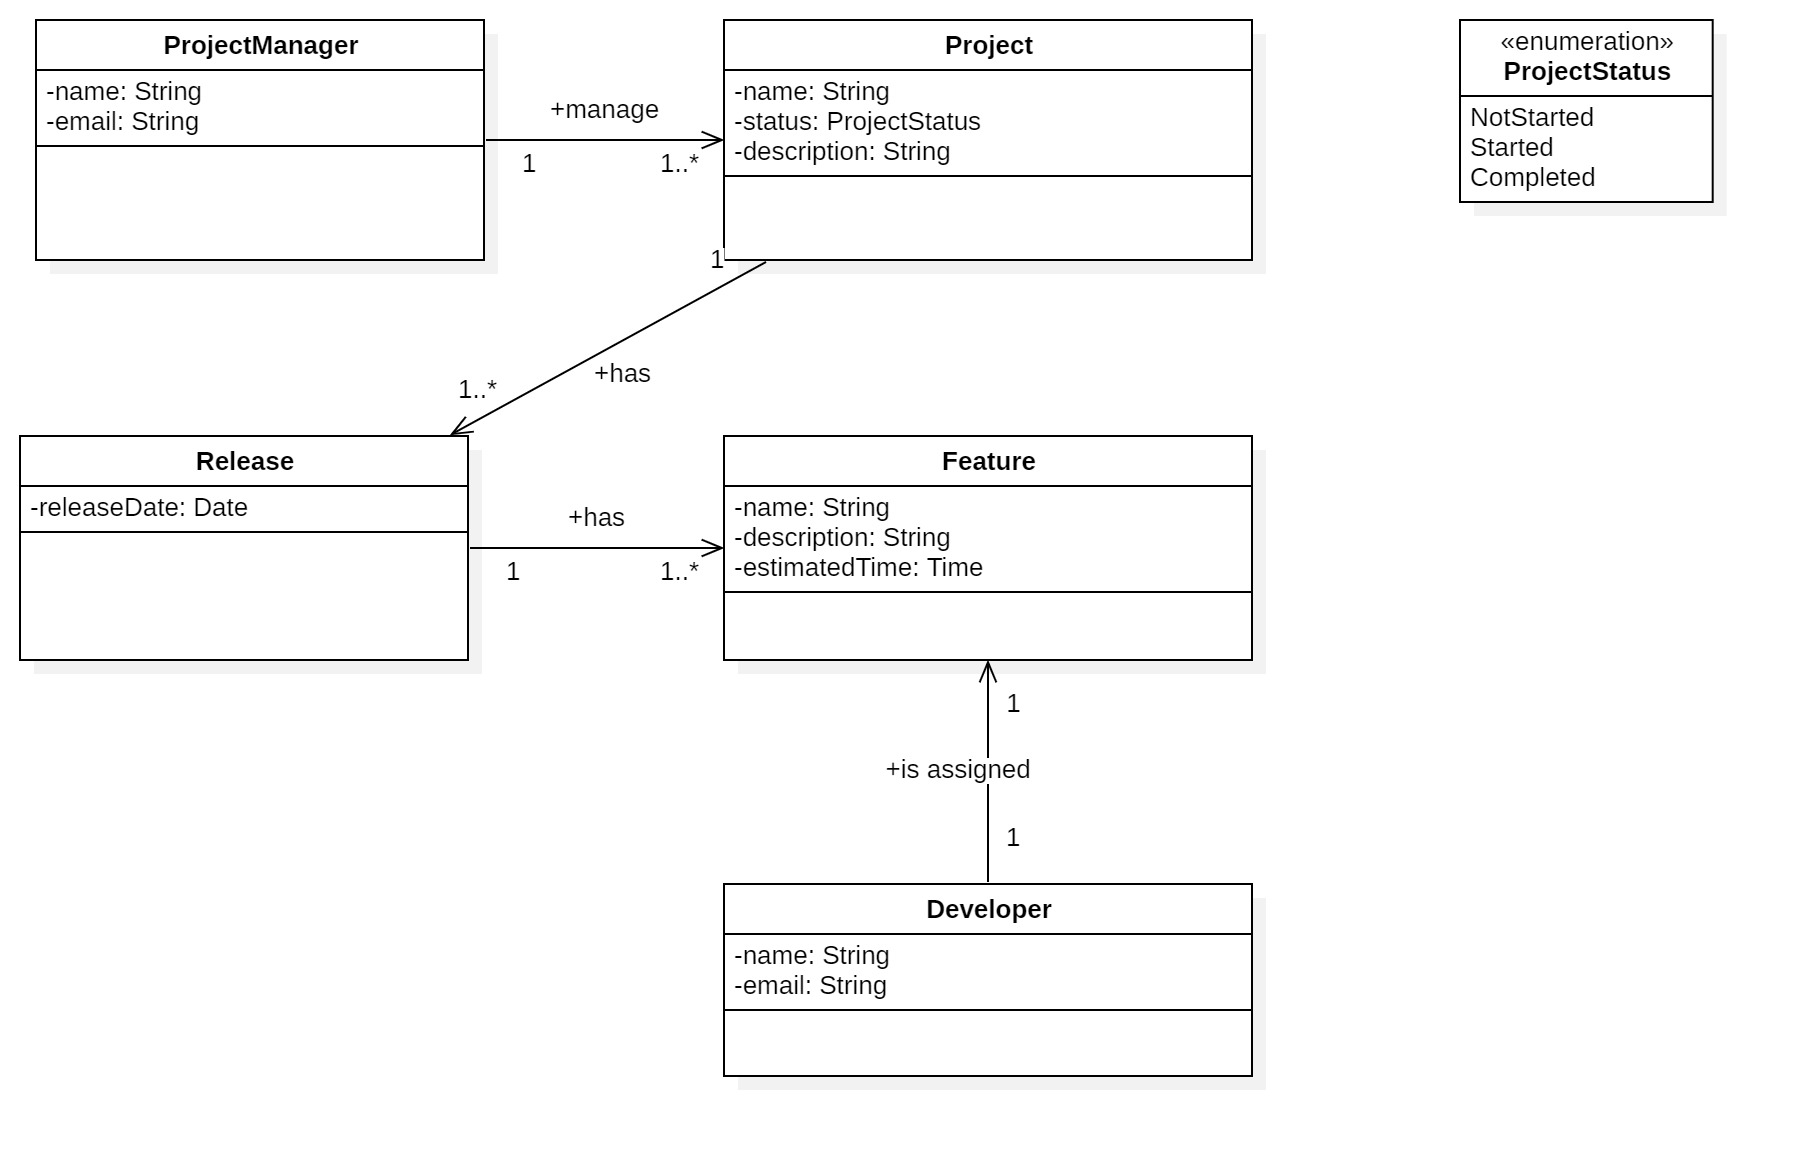 ProjectManager
-name: String
-email: String
+manage
1
1..*
Project
-name: String
-status: ProjectStatus
-description: String
«enumeration»
ProjectStatus
NotStarted
Started
Completed
1
+has
1..*
Release
-releaseDate: Date
+has
1
1..*
Feature
-name: String
-description: String
-estimatedTime: Time
1
+is assigned
1
Developer
-name: String
-email: String